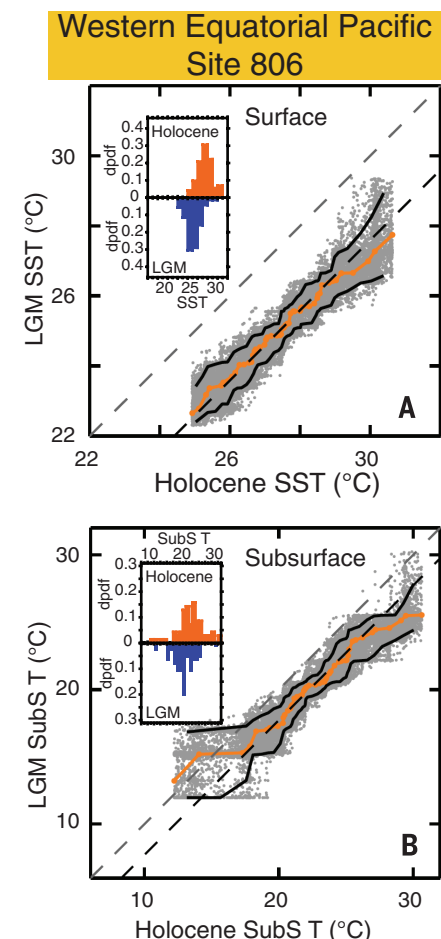 Western Equatorial Pacific
Site 806
Surface
0.4
0.3
0.2
0.1
0
0.1
0.2
0.3
0.4
dpdf
dpdf
Holocene
LGM
20 25 30
SST
30
26
22
LGM SST (°C)
A
22 26 30
Holocene SST (°C)
Subsurface
SubS T
10 20 30
0.3
0.2
0.1
0
0.1
0.2
0.3
dpdf
dpdf
Holocene
LGM
30
20
10
LGM SubS T (°C)
B
10 20 30
Holocene SubS T (°C)